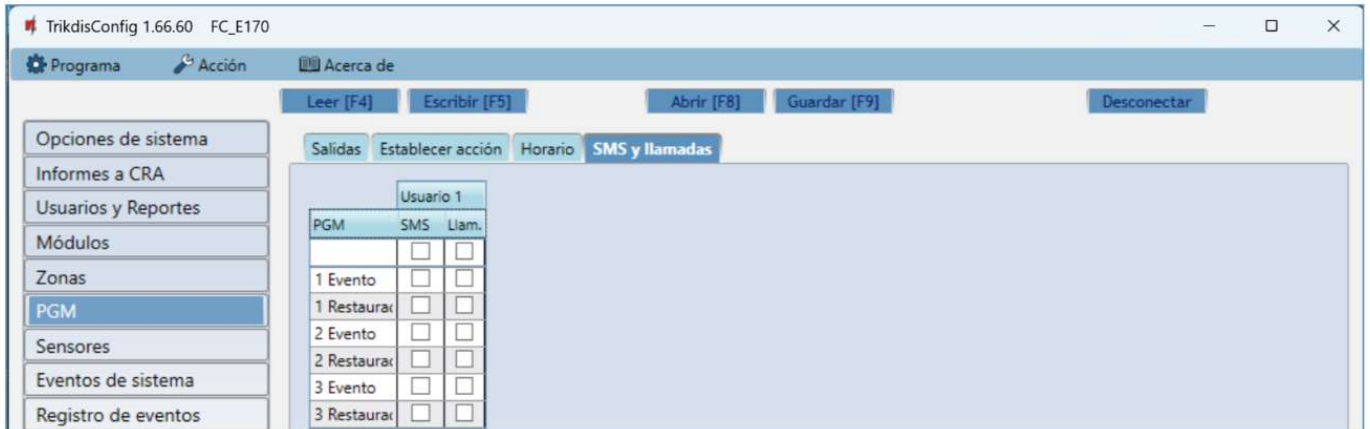 TrikdisConfig 1.66.60 FC_E170
Programa Acción Acerca de
Leer [F4] Escribir [F5] Abrir [F8] Guardar [F9] Desconectar
Opciones de sistema
Informes a CRA
Usuarios y Reportes
Módulos
Zonas
PGM
Sensores
Eventos de sistema
Registro de eventos
Salidas Establecer acción Horario SMS y llamadas
Usuario 1
PGM SMS Llam.
1 Evento
1 Restaurac
2 Evento
2 Restaurac
3 Evento
3 Restaurac